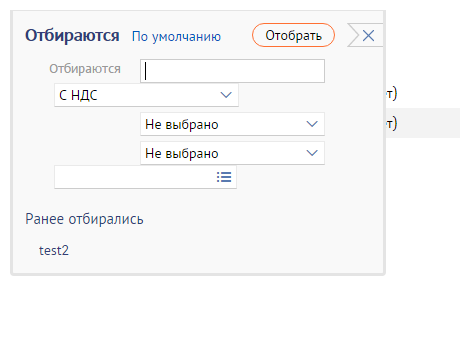 Отбираются По умолчанию Отобрать
Отбираются
С НДС
т)
Не выбрано
т)
Не выбрано
Ранее отбирались
test2